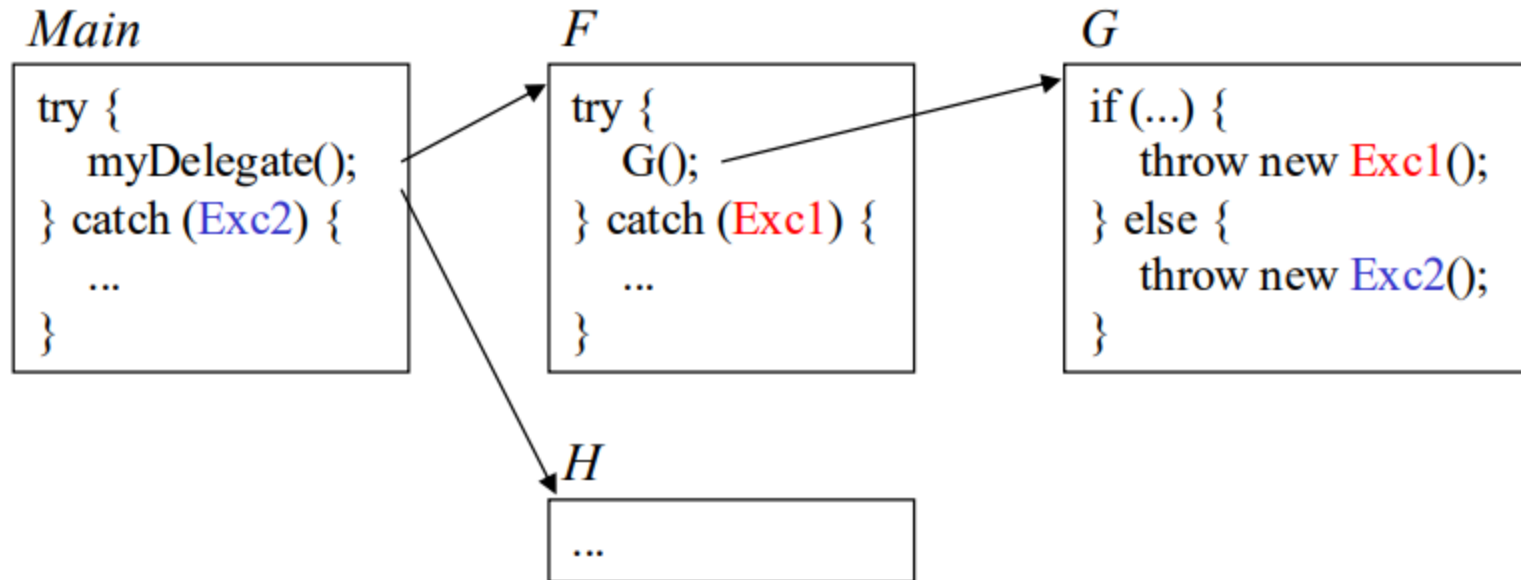 Main
try {
myDelegate();
} catch (Exc2) {
...
}
F
try {
G();
} catch (Exc1) {
...
}
G
if (...) {
throw new Exc1();
} else {
throw new Exc2();
}
H
...